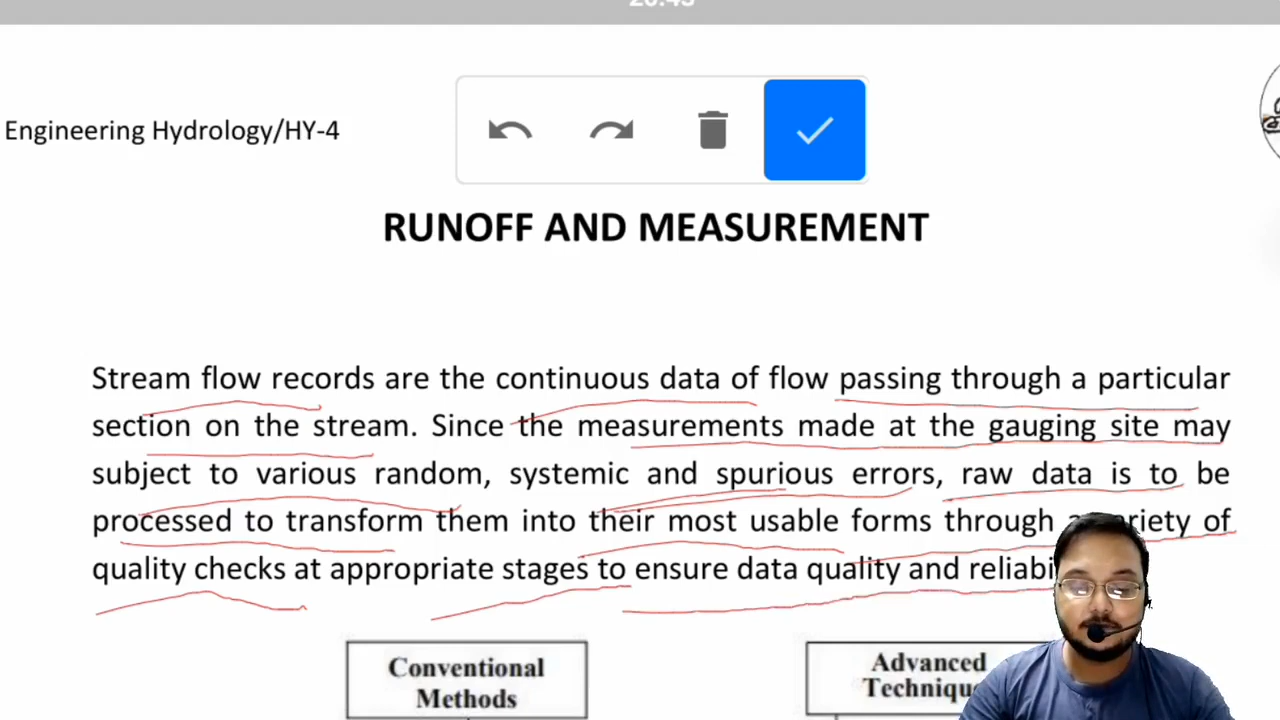 Engineering Hydrology/HY-4
RUNOFF AND MEASUREMENT
Stream flow records are the continuous data of flow passing through a particular
section on the stream. Since the measurements made at the gauging site may
subject to various random, systemic and spurious errors, raw data is to be
processed to transform them into their most usable forms through of
quality checks at appropriate stages to ensure data quality and
Conventional
Methods
Advanced